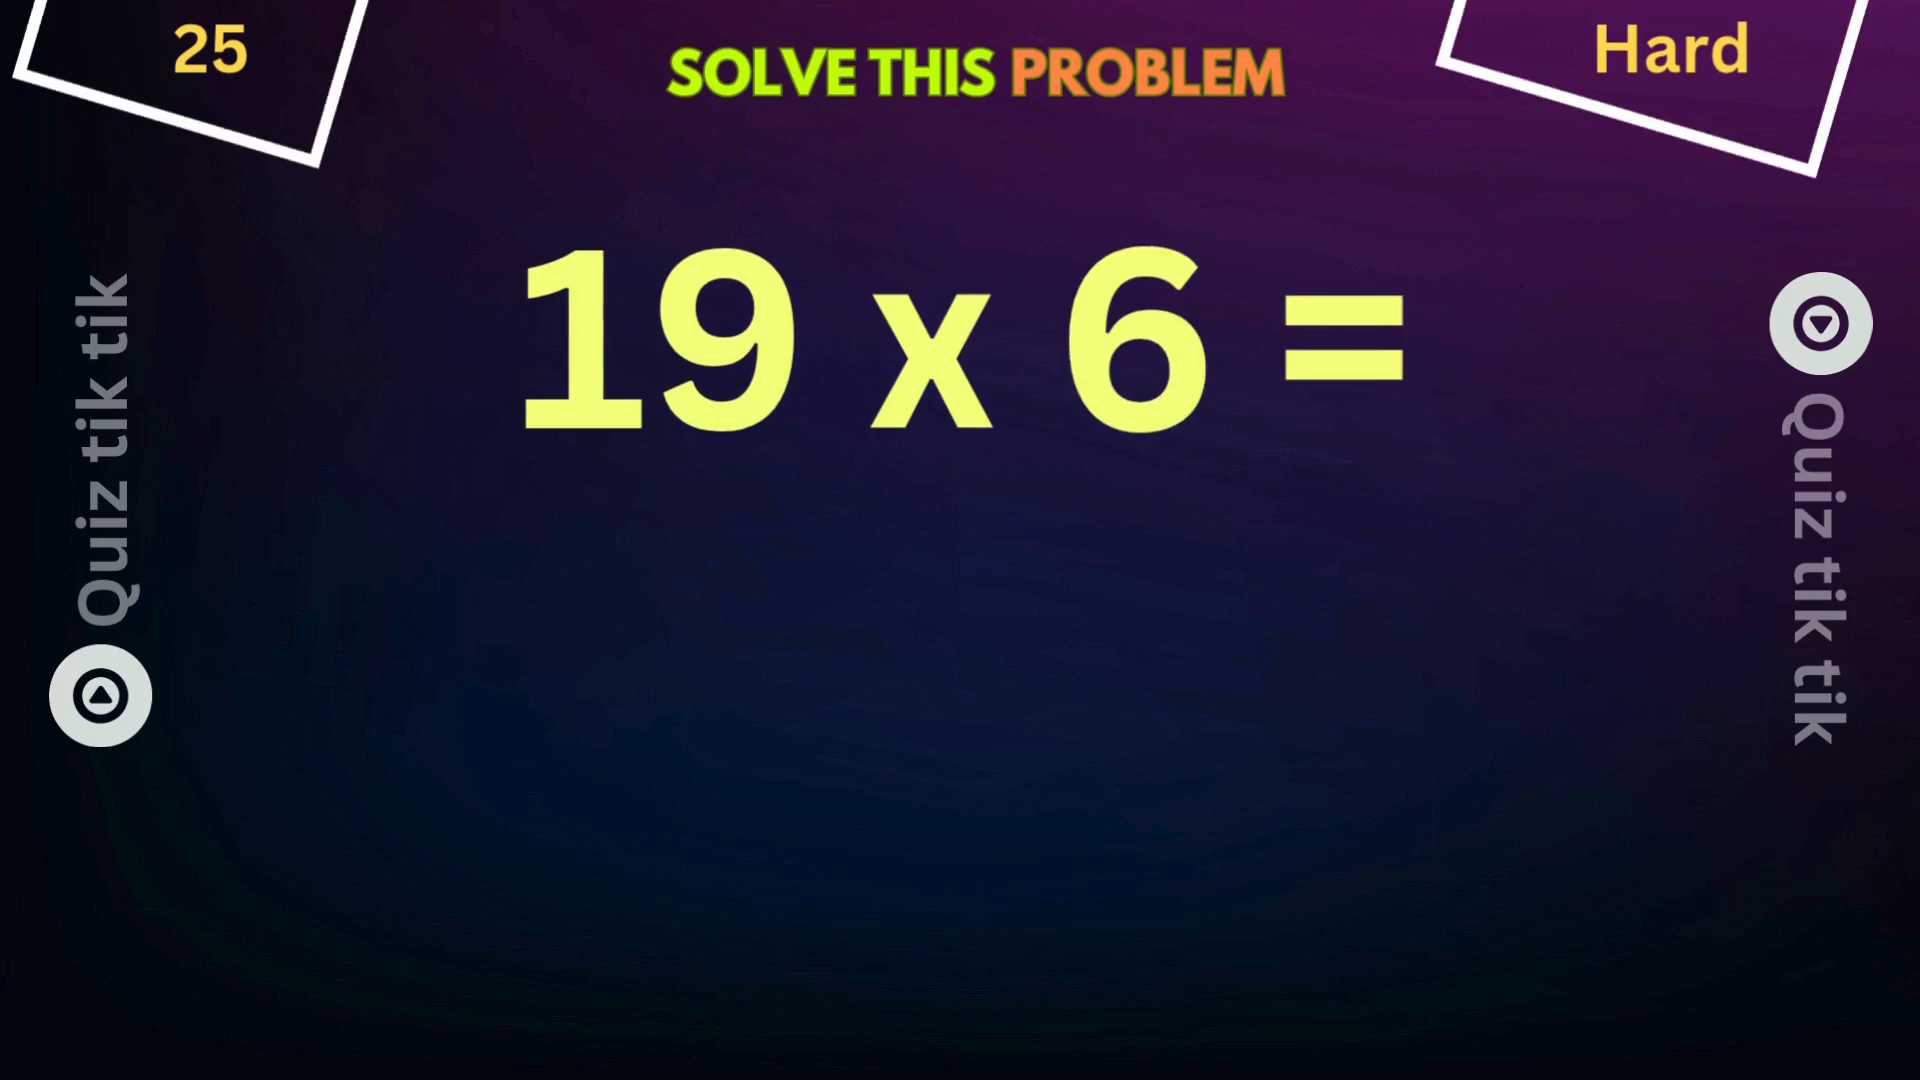 25
SOLVE THIS PROBLEM
Hard
19 x 6 =
Quiz tik tik
Quiz tik tik